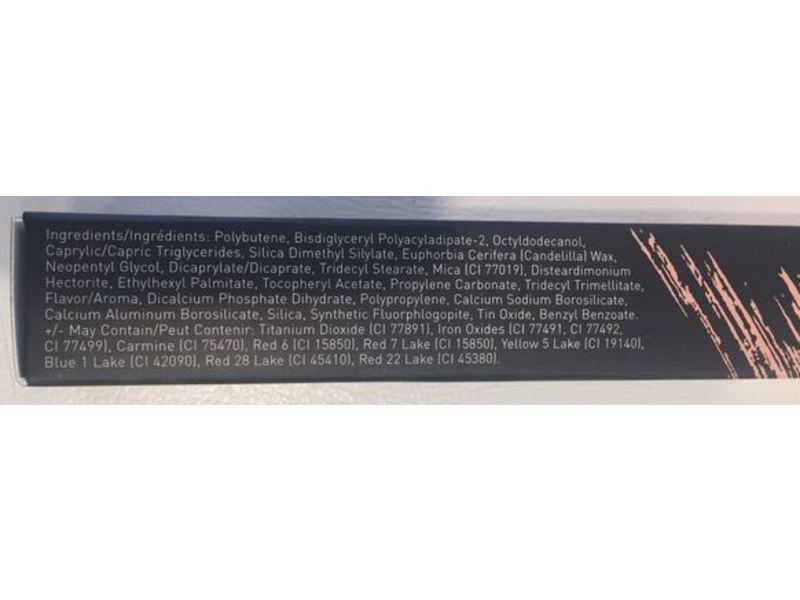 Ingredients/Ingrédients: Polybutene, Bisdiglyceryl Polyacyladipate-2, Octyldodecanol,
Caprylic/Capric Triglycerides, Silica Dimethyl Silylate, Euphorbia Cerifera (Candelilla) Wax,
Neopentyl Glycol, Dicaprylate/Dicaprate, Tridecyl Stearate, Mica (CI 77019), Disteardimonium
Hectorite, Ethylhexyl Palmitate, Tocopheryl Acetate, Propylene Carbonate, Tridecyl Trimellitate,
Flavor/Aroma, Dicalcium Phosphate Dihydrate, Polypropylene, Calcium Sodium Borosilicate,
Calcium Aluminum Borosilicate, Silica, Synthetic Fluorphlogopite, Tin Oxide, Benzyl Benzoate.
+/- May Contain/Peut Contenir: Titanium Dioxide (CI 77891), Iron Oxides (CI 77491, CI 77492,
CI 77499), Carmine (CI 75470), Red 6 (CI 15850), Red 7 Lake (CI 15850), Yellow 5 Lake (CI 19140),
Blue 1 Lake (CI 42090), Red 28 Lake (CI 45410), Red 22 Lake (CI 45380).